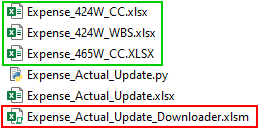 Expense_424W_CC.xlsx
Expense_424W_WBS.xlsx
Expense_465W_CC.XLSX
Expense_Actual_Update.py
Expense_Actual_Update.xlsx
Expense_Actual_Update_Downloader.xlsm